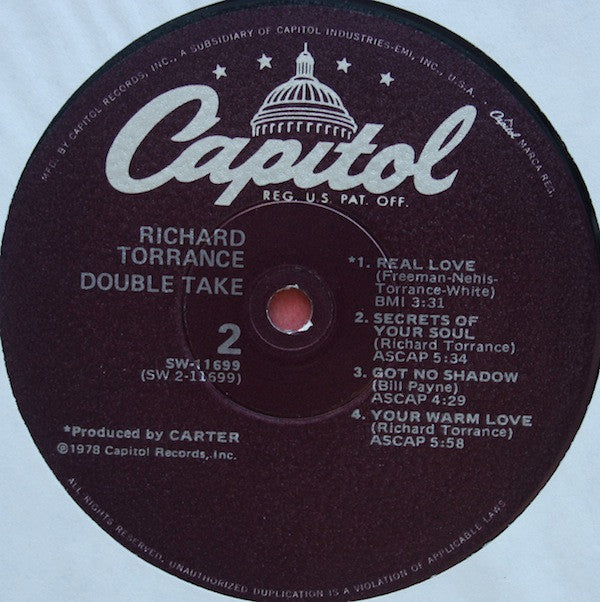 MFD. BY CAPITOL RECORDS, INC., A SUBSIDIARY OF CAPITOL INDUSTRIES-EMI, INC., U.S.A.
Capitol MARCA REG.
Capitol
REG. U.S. PAT. OFF.
RICHARD
TORRANCE
DOUBLE TAKE
2
SW-11699
(SW 2-11699)
*Produced by CARTER
℗1978 Capitol Records, Inc.
*1. REAL LOVE
(Freeman-Nehis-
Torrance-White)
BMI 3:31
2. SECRETS OF
YOUR SOUL
(Richard Torrance)
ASCAP 5:34
3. GOT NO SHADOW
(Bill Payne)
ASCAP 4:29
4. YOUR WARM LOVE
(Richard Torrance)
ASCAP 5:58
ALL RIGHTS RESERVED. UNAUTHORIZED DUPLICATION IS A VIOLATION OF APPLICABLE LAWS